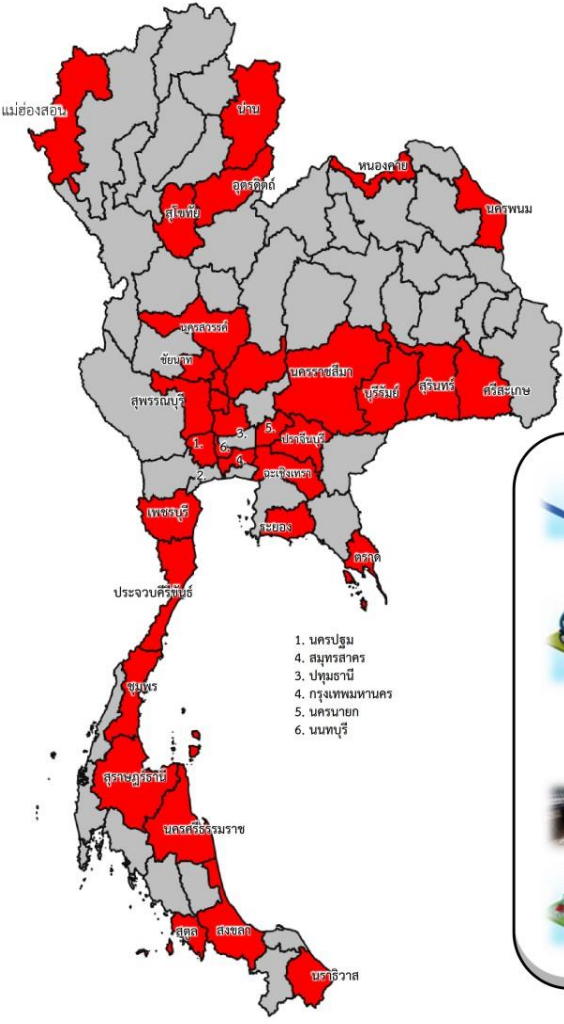 แม่ฮ่องสอน
น่าน
อุตรดิตถ์
สุโขทัย
หนองคาย
นครพนม
นครสวรรค์
ชัยนาท
สุพรรณบุรี
นครราชสีมา
บุรีรัมย์
สุรินทร์
ศรีสะเกษ
1.
2.
3.
4.
5.
6.
ปราจีนบุรี
ฉะเชิงเทรา
เพชรบุรี
ระยอง
ตราด
ประจวบคีรีขันธ์
1. นครปฐม
4. สมุทรสาคร
3. ปทุมธานี
4. กรุงเทพมหานคร
5. นครนายก
6. นนทบุรี
ชุมพร
สุราษฎร์ธานี
นครศรีธรรมราช
สตูล
สงขลา
นราธิวาส